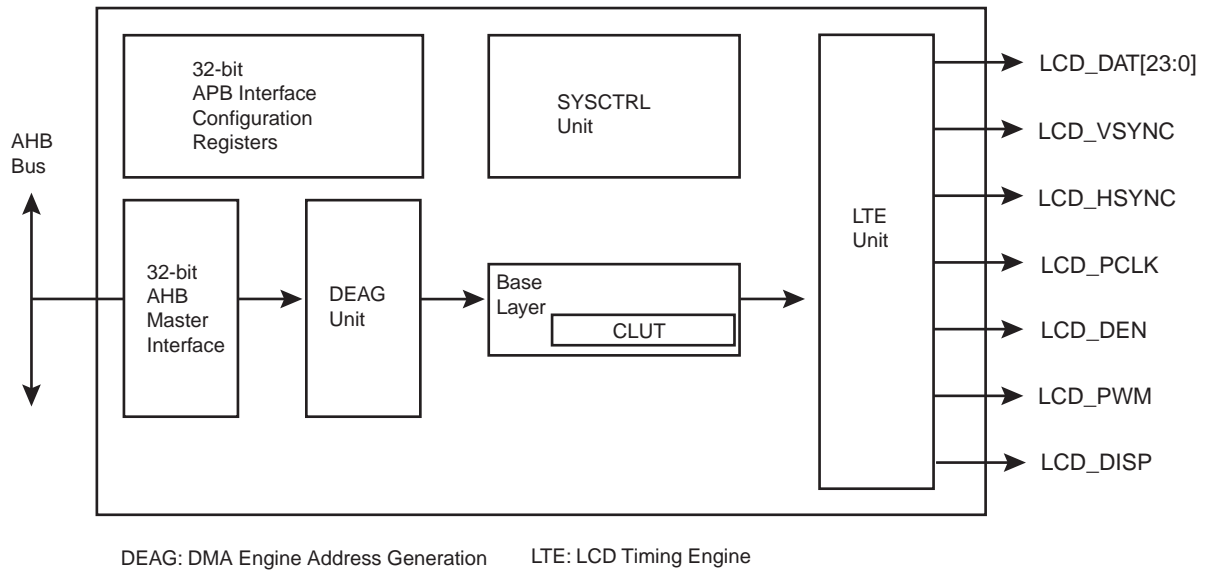 AHB
Bus
32-bit
APB Interface
Configuration
Registers
SYSCTRL
Unit
32-bit
AHB
Master
Interface
DEAG
Unit
Base
Layer
CLUT
LTE
Unit
LCD_DAT[23:0]
LCD_VSYNC
LCD_HSYNC
LCD_PCLK
LCD_DEN
LCD_PWM
LCD_DISP
DEAG: DMA Engine Address Generation
LTE: LCD Timing Engine